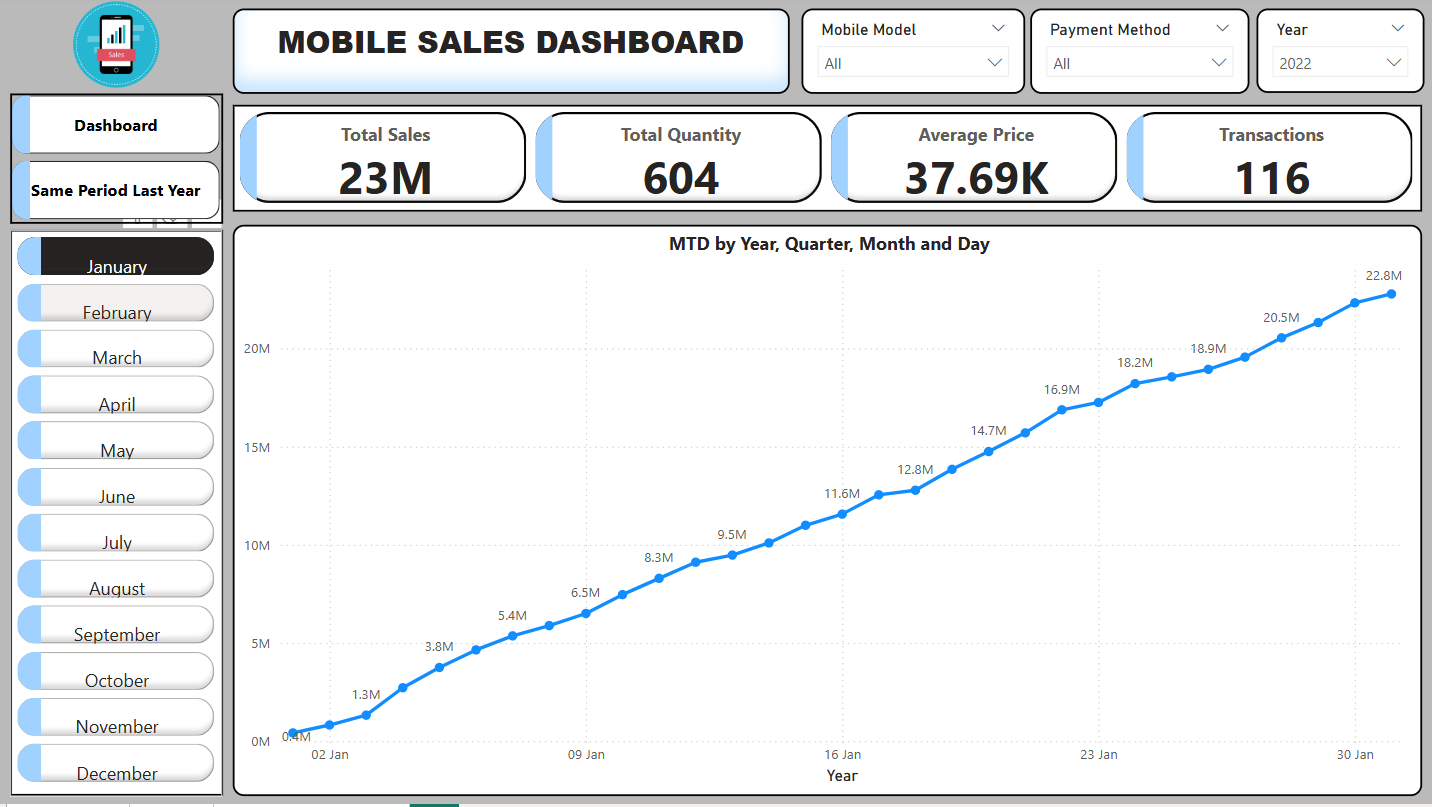 Sales
MOBILE SALES DASHBOARD
Mobile Model
All
Payment Method
All
Year
2022
Dashboard
Same Period Last Year
Total Sales
23M
Total Quantity
604
Average Price
37.69K
Transactions
116
January
February
March
April
May
June
July
August
September
October
November
December
MTD by Year, Quarter, Month and Day
20M
15M
10M
5M
0M
0.4M
1.3M
3.8M
5.4M
6.5M
8.3M
9.5M
11.6M
12.8M
14.7M
16.9M
18.2M
18.9M
20.5M
22.8M
02 Jan
09 Jan
16 Jan
23 Jan
30 Jan
Year